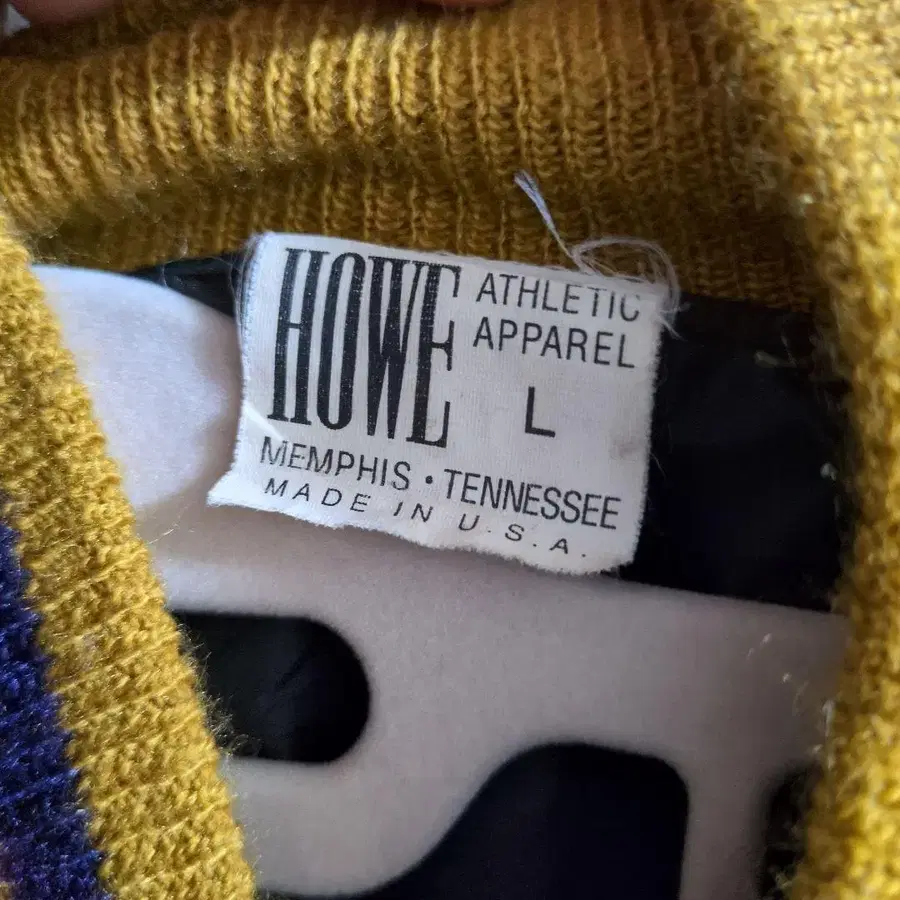 HOWE
ATHLETIC
APPAREL
L
MEMPHIS • TENNESSEE
MADE IN U.S.A.